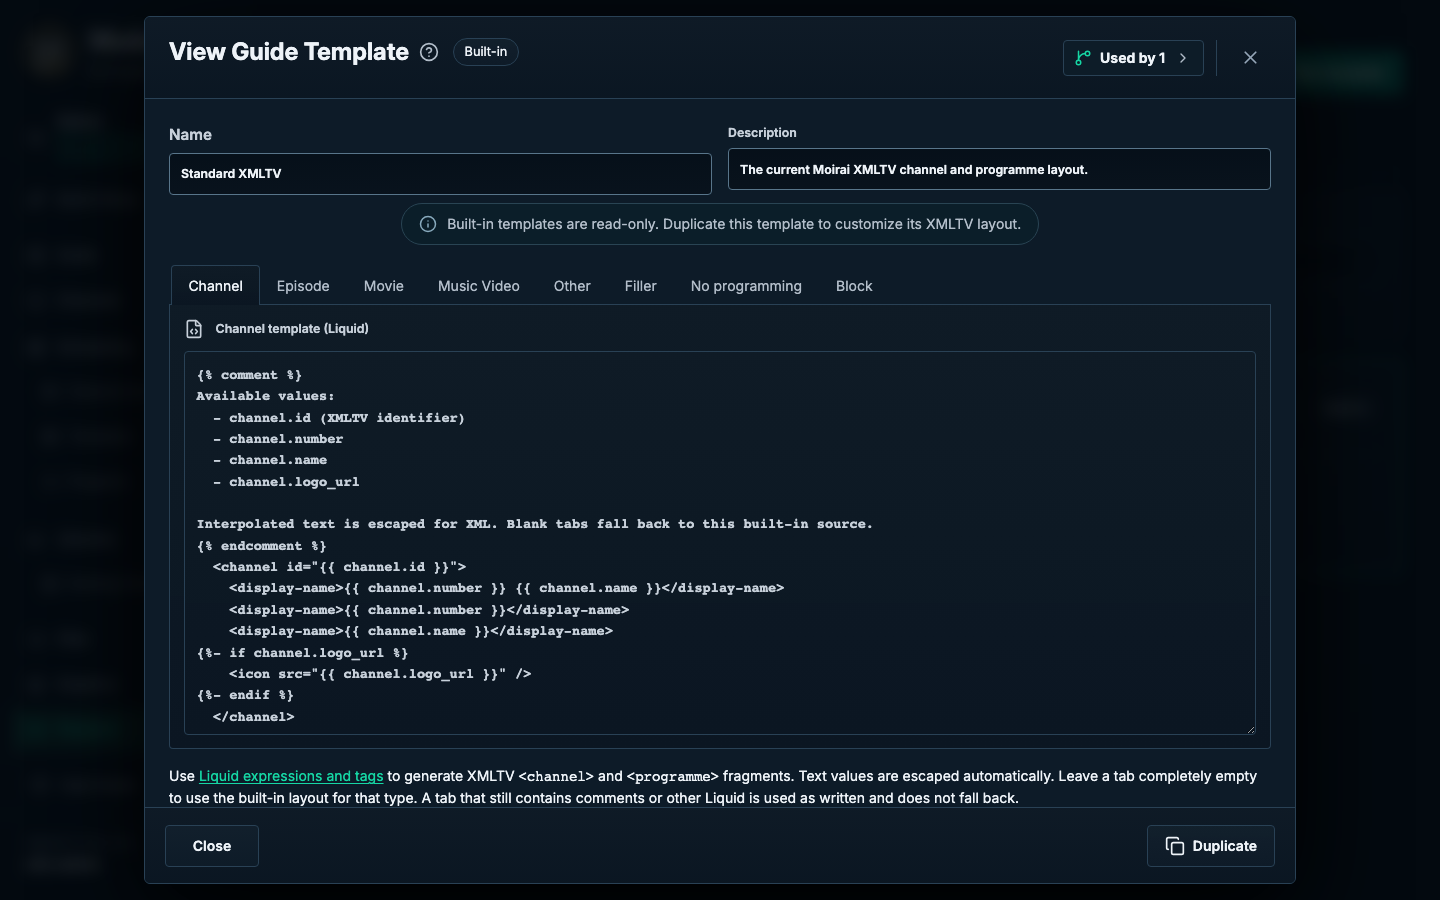 View Guide Template
Built-in
Used by 1
Name
Description
Standard XMLTV
The current Moirai XMLTV channel and programme layout.
Built-in templates are read-only. Duplicate this template to customize its XMLTV layout.
Channel Episode Movie Music Video Other Filler No programming Block
Channel template (Liquid)
{% comment %}
Available values:
  - channel.id (XMLTV identifier)
  - channel.number
  - channel.name
  - channel.logo_url

Interpolated text is escaped for XML. Blank tabs fall back to this built-in source.
{% endcomment %}
  <channel id="{{ channel.id }}">
    <display-name>{{ channel.number }} {{ channel.name }}</display-name>
    <display-name>{{ channel.number }}</display-name>
    <display-name>{{ channel.name }}</display-name>
{%- if channel.logo_url %}
    <icon src="{{ channel.logo_url }}" />
{%- endif %}
  </channel>
Use Liquid expressions and tags to generate XMLTV <channel> and <programme> fragments. Text values are escaped automatically. Leave a tab completely empty
to use the built-in layout for that type. A tab that still contains comments or other Liquid is used as written and does not fall back.
Close
Duplicate